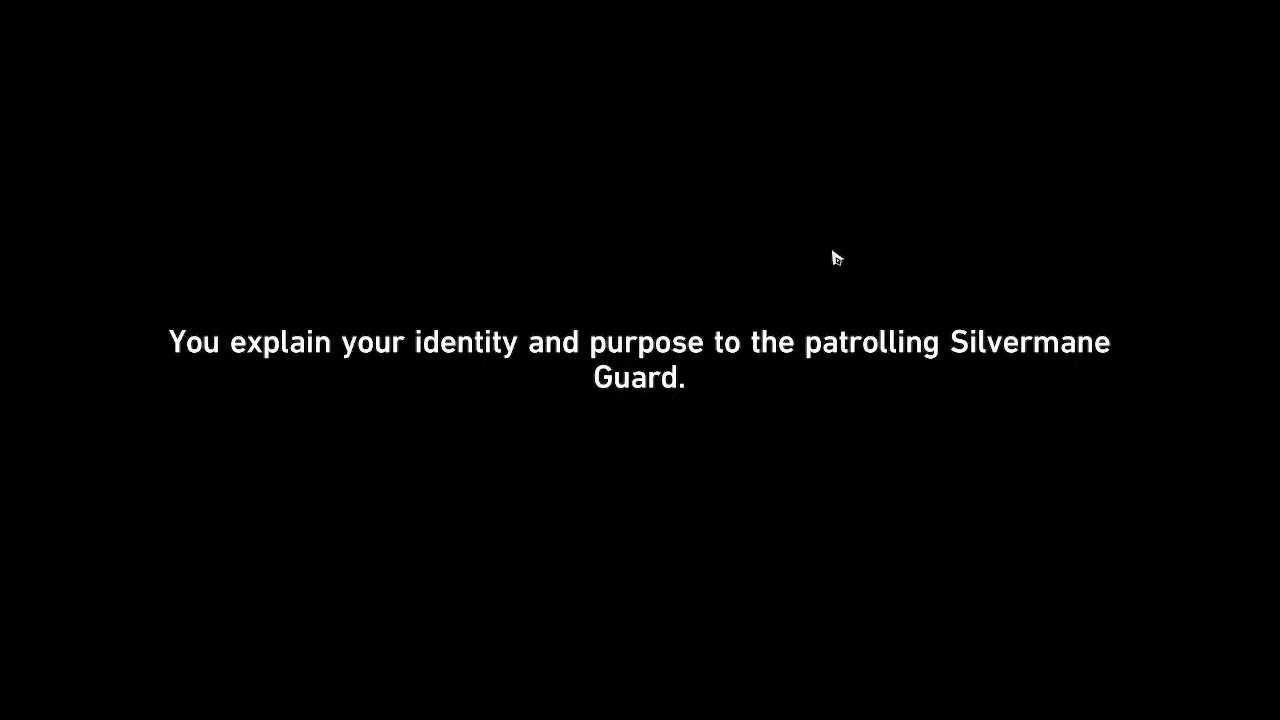 You explain your identity and purpose to the patrolling Silvermane
Guard.